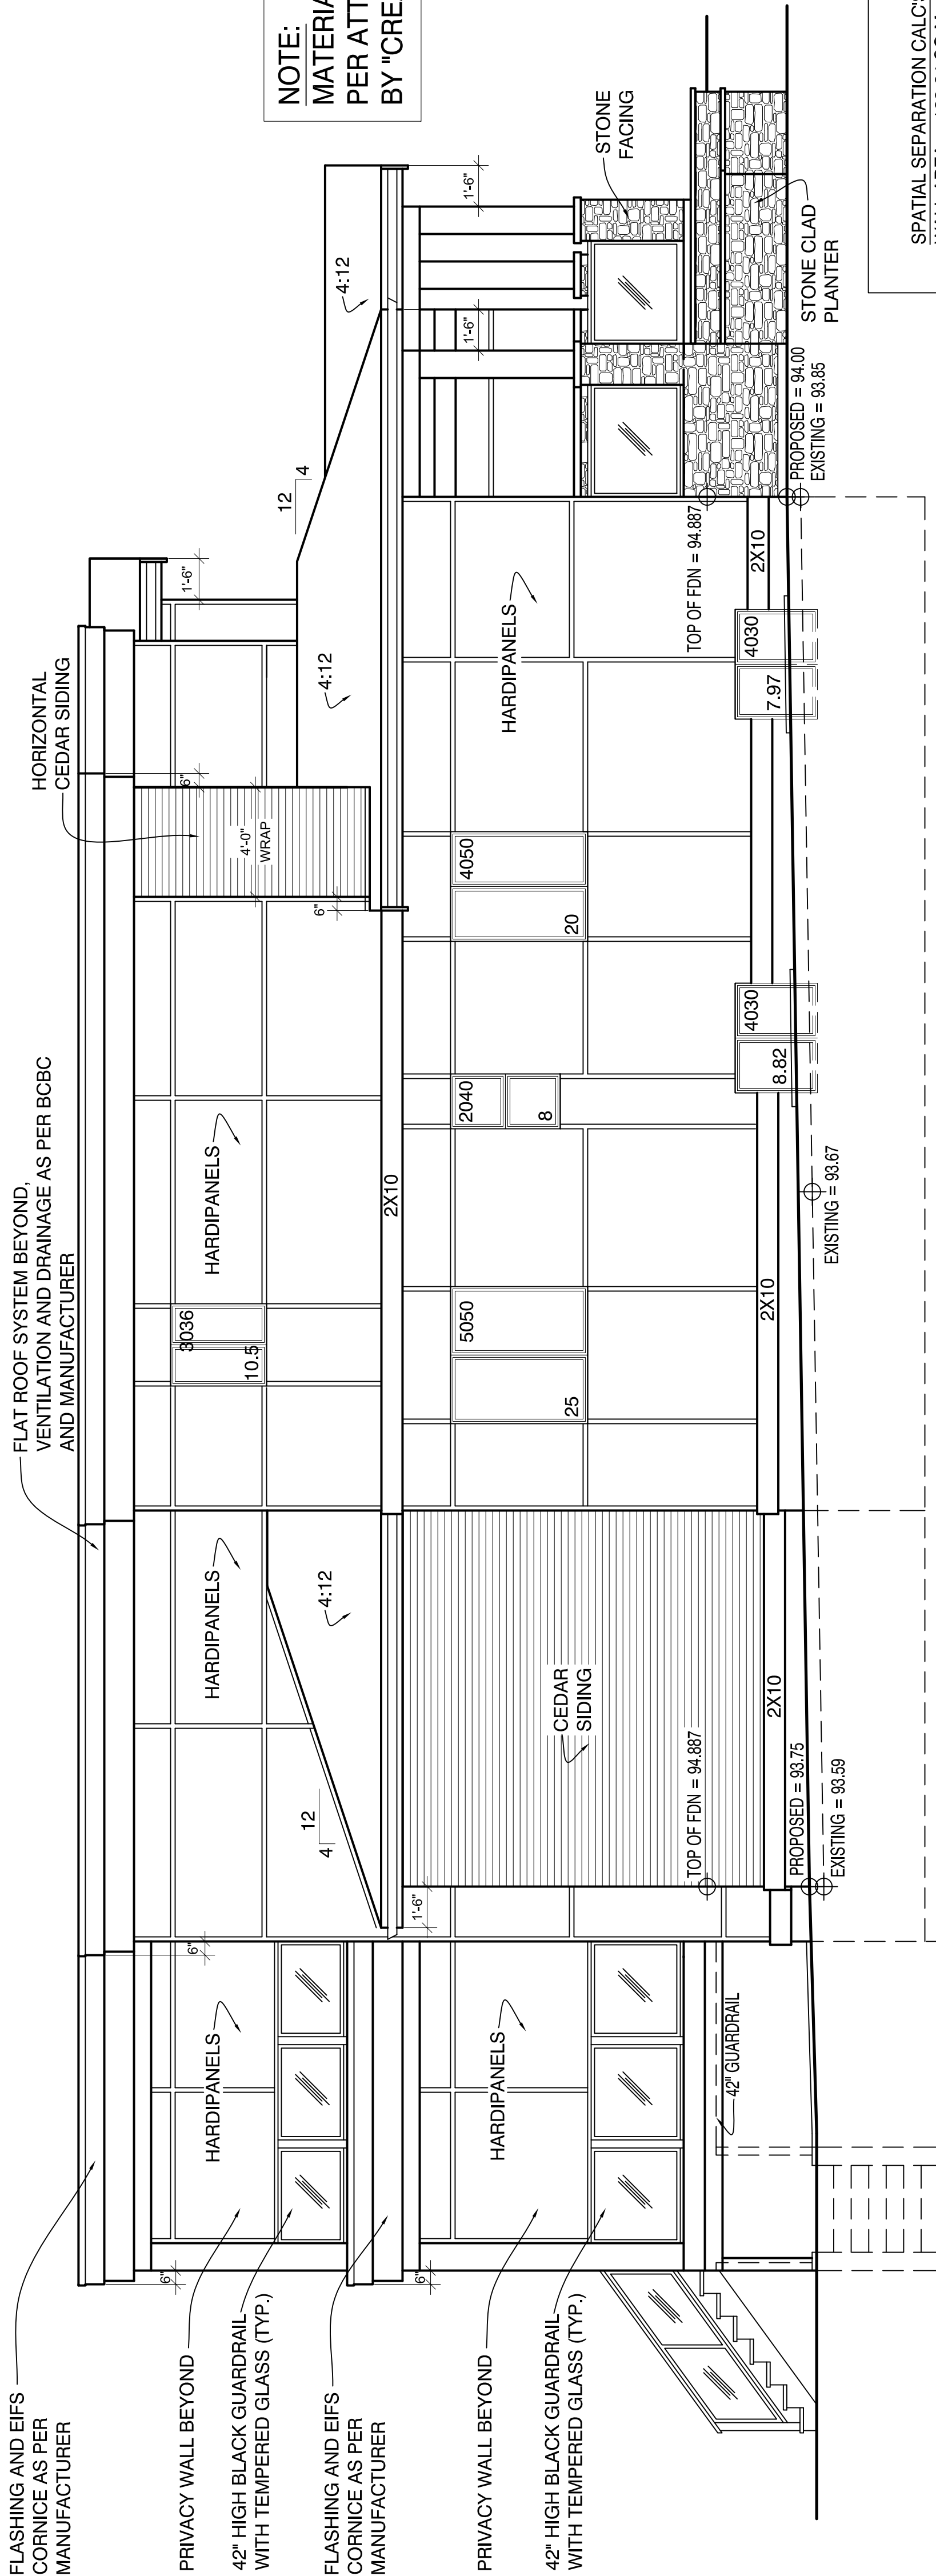 FLASHING AND EIFS
CORNICE AS PER
MANUFACTURER
PRIVACY WALL BEYOND
42" HIGH BLACK GUARDRAIL
WITH TEMPERED GLASS (TYP.)
FLASHING AND EIFS
CORNICE AS PER
MANUFACTURER
PRIVACY WALL BEYOND
42" HIGH BLACK GUARDRAIL
WITH TEMPERED GLASS (TYP.)
FLAT ROOF SYSTEM BEYOND,
VENTILATION AND DRAINAGE AS PER BCBC
AND MANUFACTURER
HORIZONTAL
CEDAR SIDING
NOTE:
PER
BY
6"
6"
HARDIPANELS
HARDIPANELS
HARDIPANELS
3036
10.5
6"
4'-0"
WRAP
6"
1'-6"
12
4
4:12
4:12
12
4
4:12
1'-6"
6"
2X10
1'-6"
1'-6"
HARDIPANELS
CEDAR
SIDING
5050
25
2040
8
4050
20
HARDIPANELS
STONE
FACING
TOP OF FDN = 94.887
TOP OF FDN = 94.887
42" GUARDRAIL
2X10
2X10
8.82
4030
7.97
4030
2X10
STONE CLAD
PLANTER
PROPOSED = 93.75
EXISTING = 93.59
EXISTING = 93.67
PROPOSED = 94.00
EXISTING = 93.85
SPATIAL SEPARATION